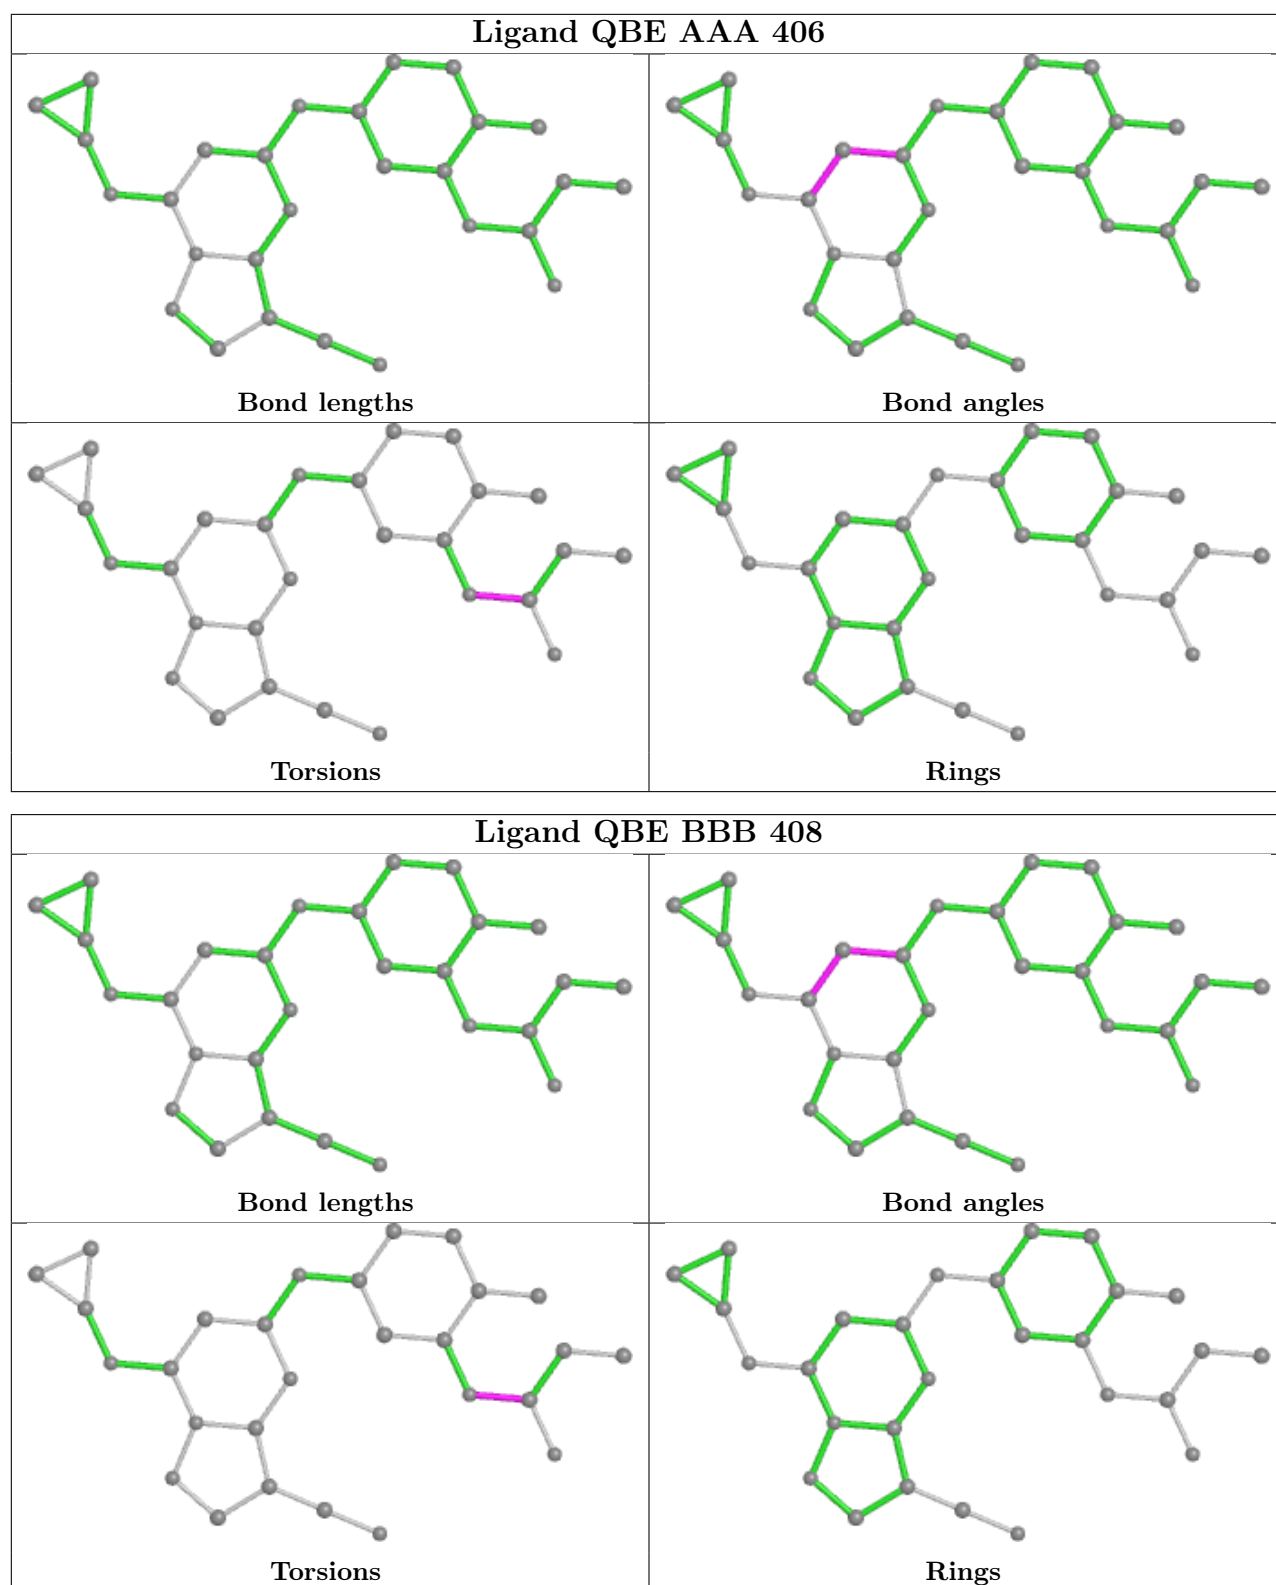 Ligand QBE AAA 406
Bond lengths
Bond angles
Torsions
Rings
Ligand QBE BBB 408
Bond lengths
Bond angles
Torsions
Rings